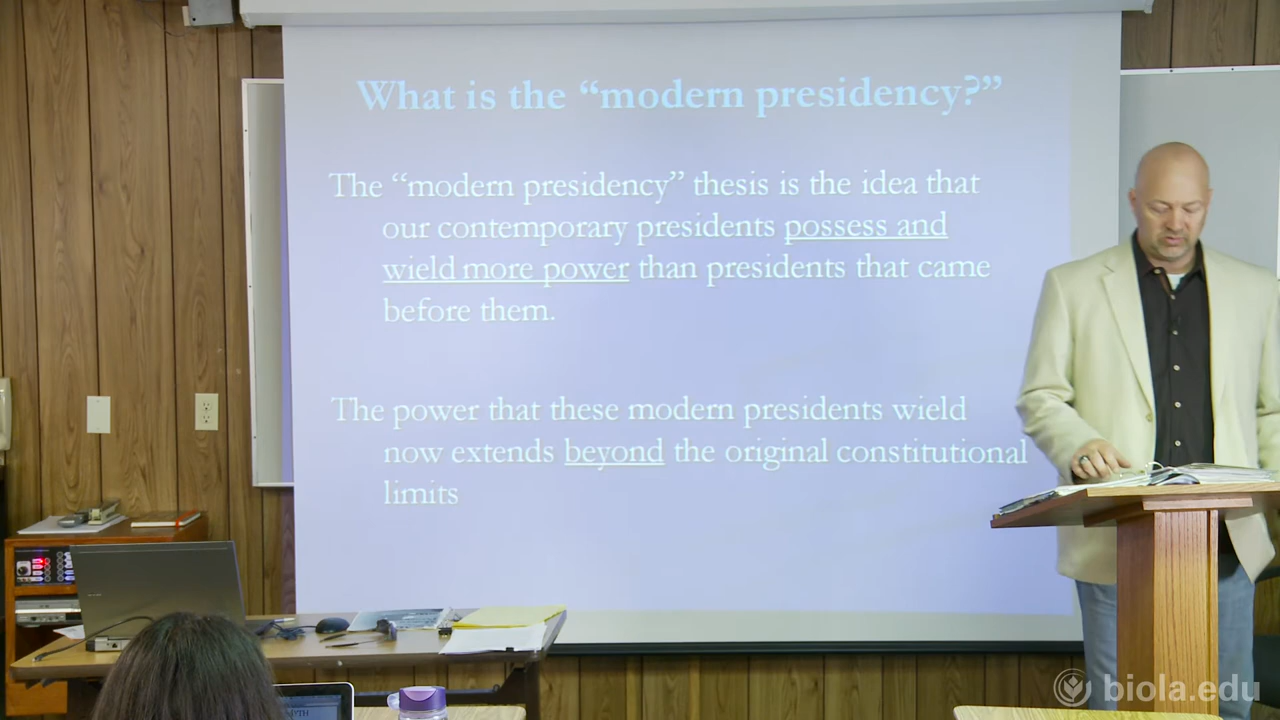 What is the “modern presidency?”
The “modern presidency” thesis is the idea that
our contemporary presidents possess and
wield more power than presidents that came
before them.
The power that these modern presidents wield
now extends beyond the original constitutional
limits
biola.edu